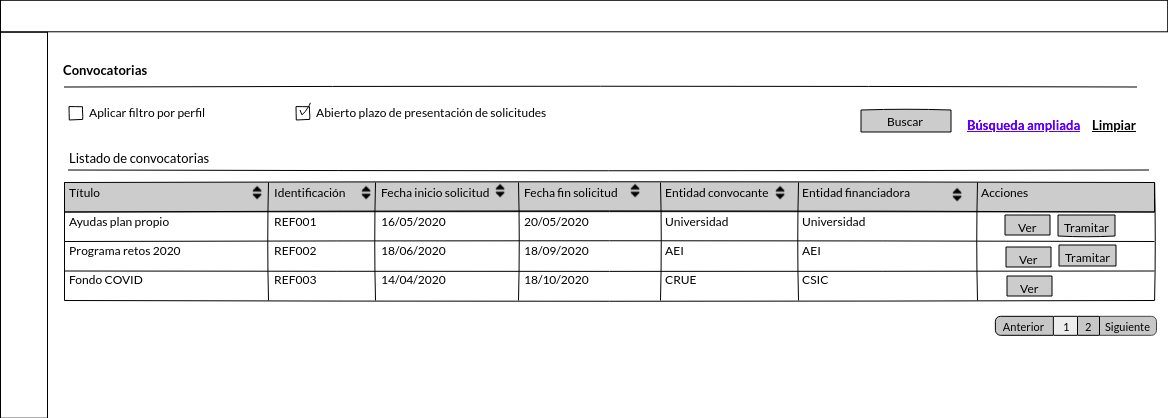 Convocatorias
Aplicar filtro por perfil Abierto plazo de presentación de solicitudes Buscar Búsqueda ampliada Limpiar
Listado de convocatorias
Título Identificación Fecha inicio solicitud Fecha fin solicitud Entidad convocante Entidad financiadora Acciones
Ayudas plan propio REF001 16/05/2020 20/05/2020 Universidad Universidad Ver Tramitar
Programa retos 2020 REF002 18/06/2020 18/09/2020 AEI AEI Ver Tramitar
Fondo COVID REF003 14/04/2020 18/10/2020 CRUE CSIC Ver
Anterior 1 2 Siguiente